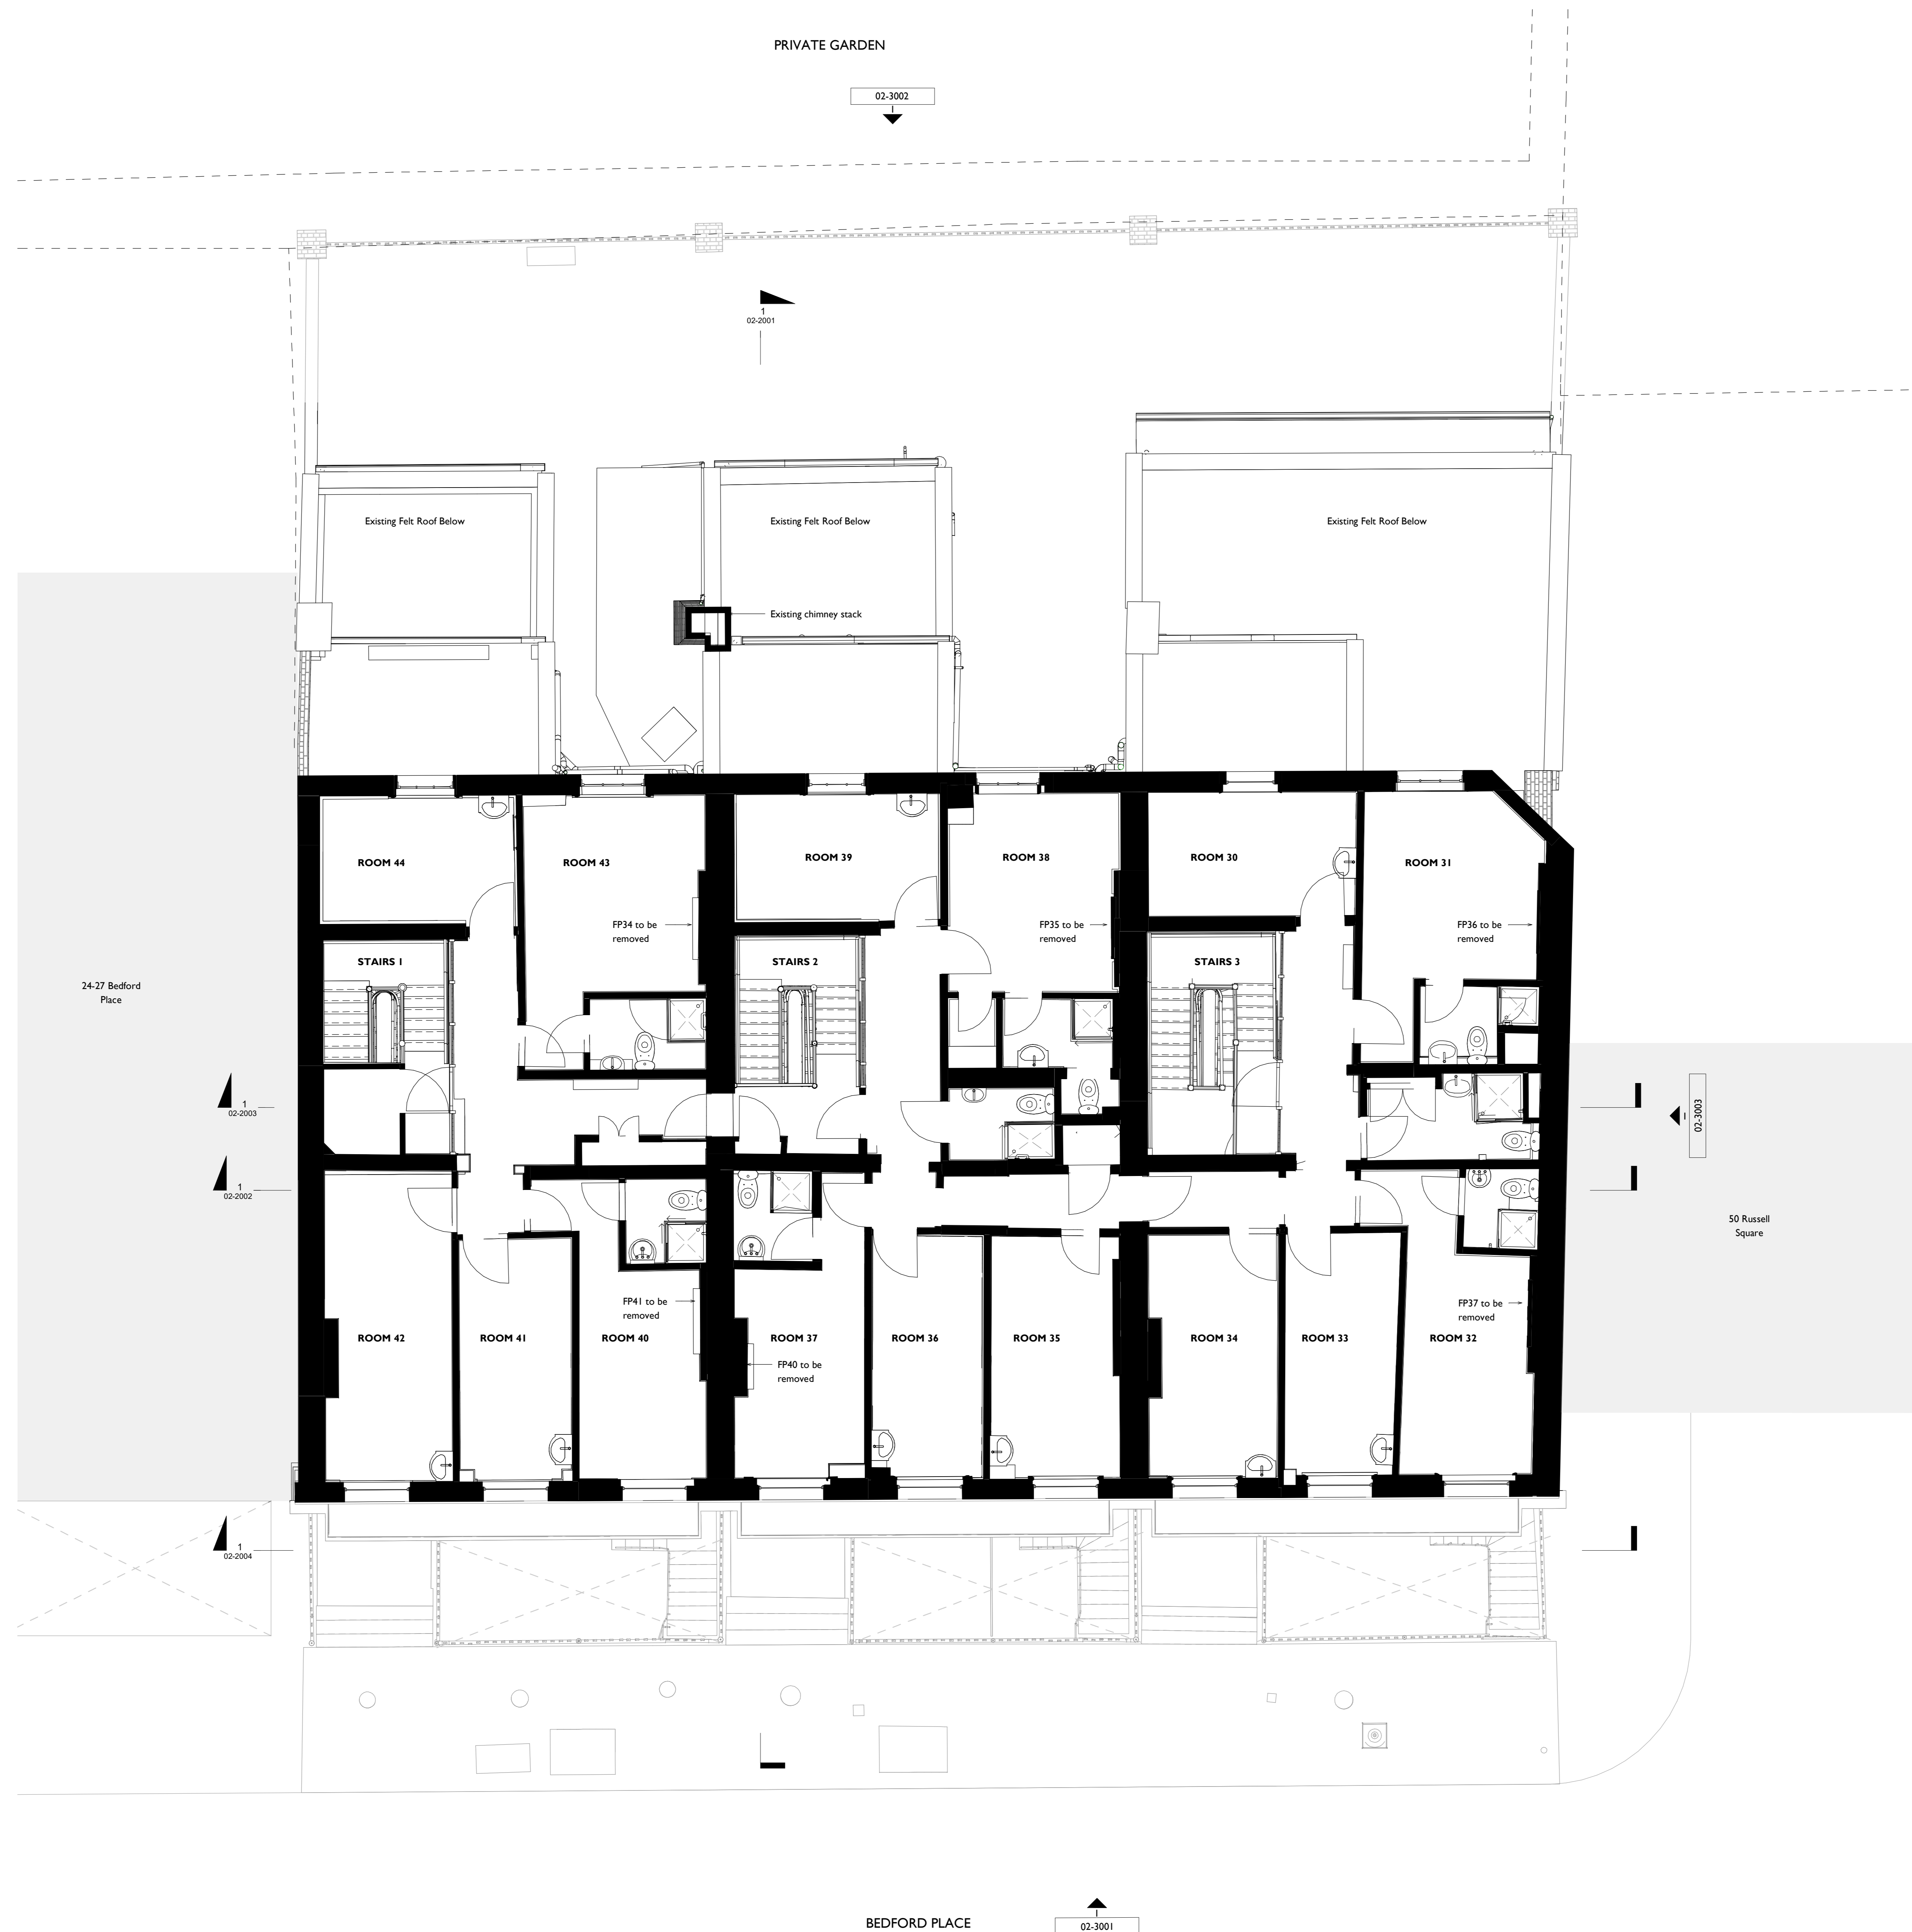 PRIVATE GARDEN
02-3002
1
02-2001
Existing Felt Roof Below
Existing Felt Roof Below
Existing Felt Roof Below
Existing chimney stack
ROOM 44
ROOM 43
ROOM 39
ROOM 38
ROOM 30
ROOM 31
FP34 to be
removed
FP35 to be
removed
FP36 to be
removed
STAIRS 1
STAIRS 2
STAIRS 3
24-27 Bedford
Place
1
02-2003
02-3003
1
02-2002
50 Russell
Square
FP41 to be
removed
FP37 to be
removed
ROOM 42
ROOM 41
ROOM 40
ROOM 37
ROOM 36
ROOM 35
ROOM 34
ROOM 33
ROOM 32
FP40 to be
removed
1
02-2004
BEDFORD PLACE
02-3001